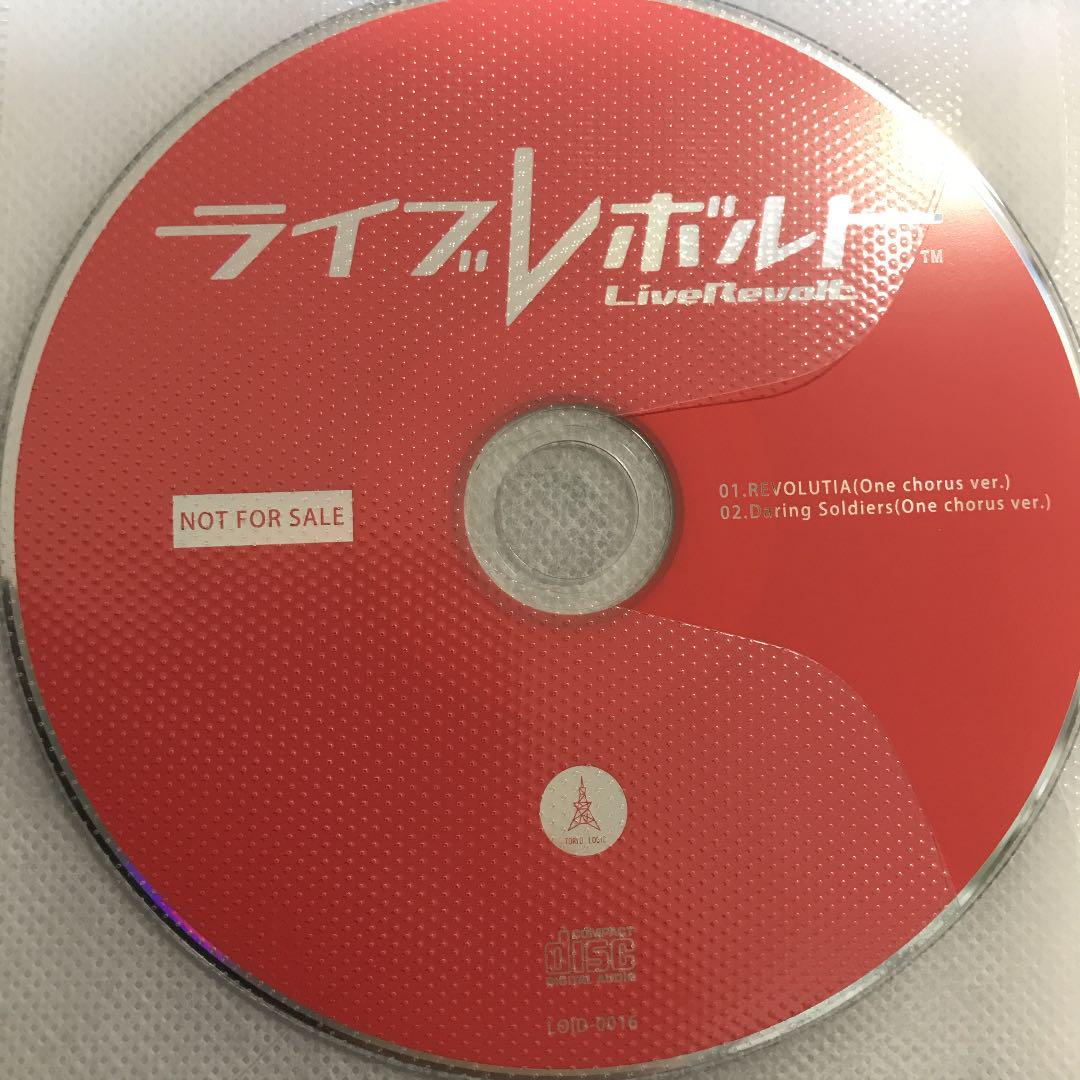 ライブレボルト
TM
LiveRevolt
01.REVOLUTIA(One chorus ver.)
02.Daring Soldiers(One chorus ver.)
NOT FOR SALE
TOKYO LOGIC
COMPACT
disc
DIGITAL AUDIO
LOID-0016